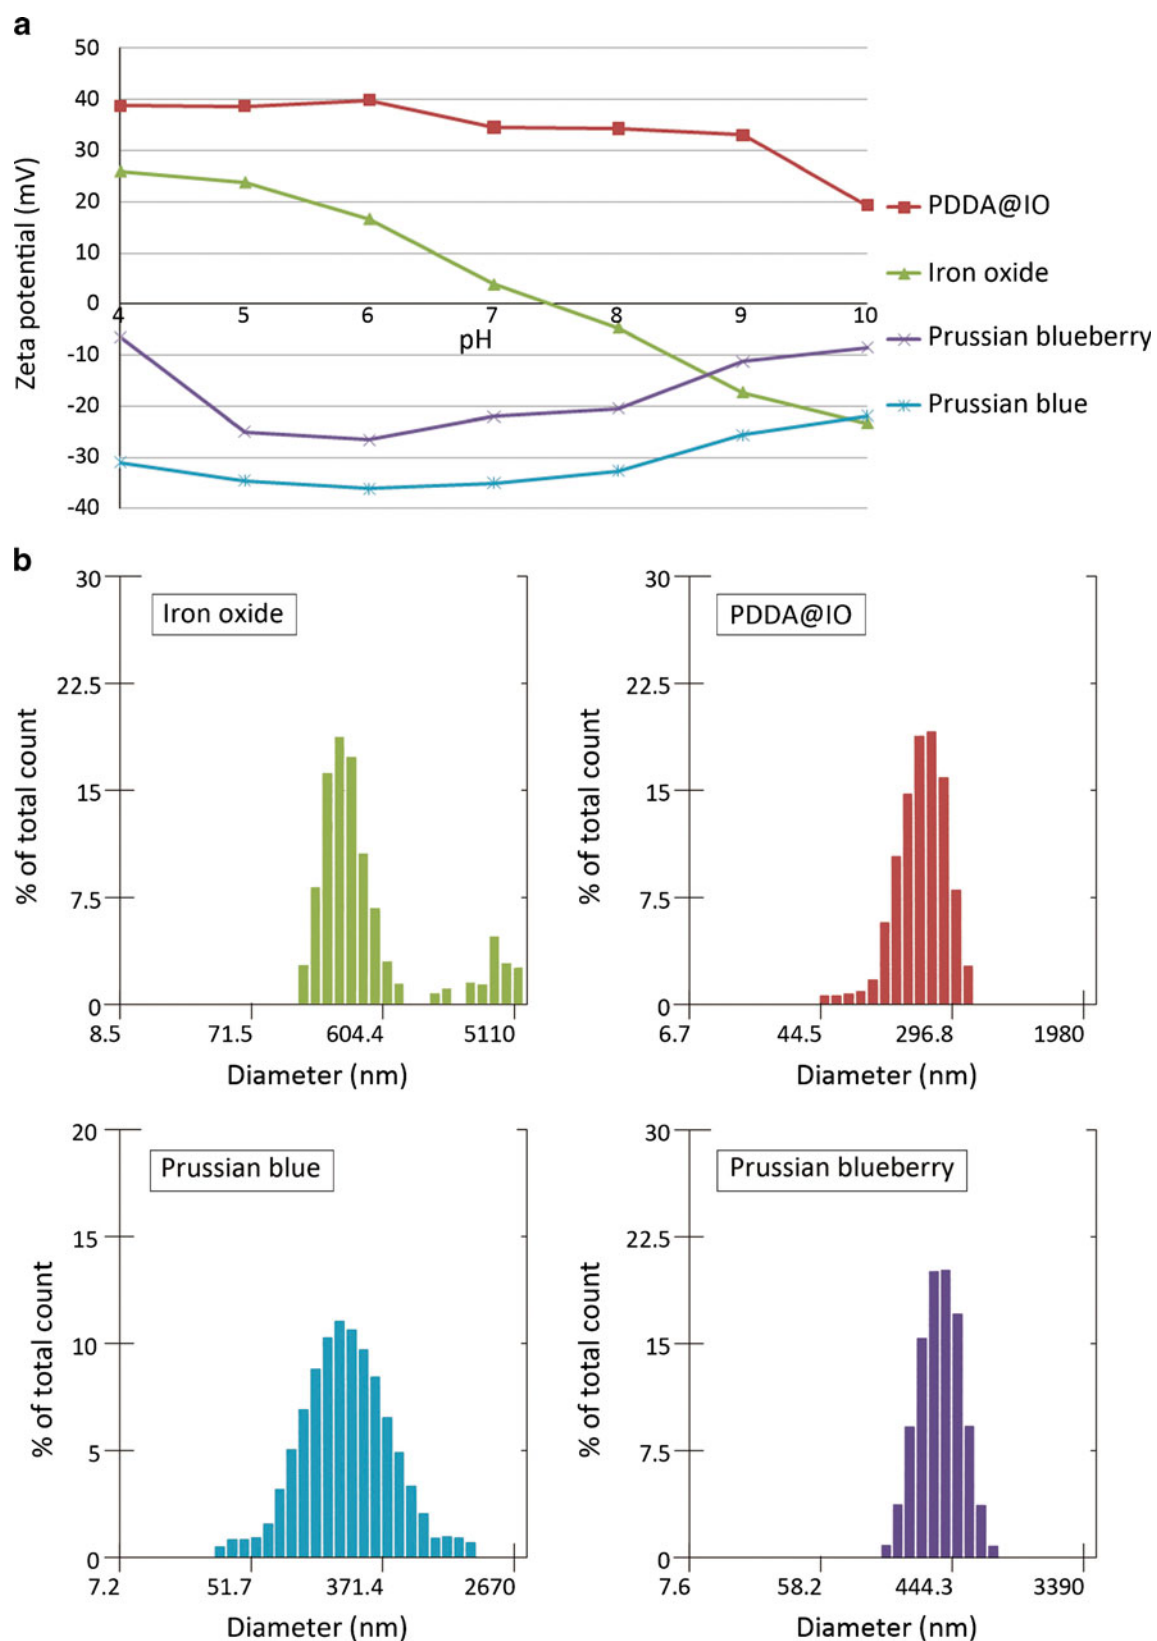 a
50
40
30
20
10
0
-10
-20
-30
-40
Zeta potential (mV)
4 5 6 7 8 9 10
pH
PDDA@IO
Iron oxide
Prussian blueberry
Prussian blue
b
Iron oxide
30
22.5
15
7.5
0
% of total count
8.5 71.5 604.4 5110
Diameter (nm)
PDDA@IO
30
22.5
15
7.5
0
% of total count
6.7 44.5 296.8 1980
Diameter (nm)
Prussian blue
20
15
10
5
0
% of total count
7.2 51.7 371.4 2670
Diameter (nm)
Prussian blueberry
30
22.5
15
7.5
0
% of total count
7.6 58.2 444.3 3390
Diameter (nm)